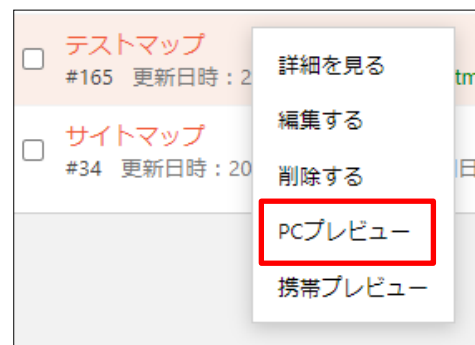 テストマップ
#165 更新日時：2
tm
サイトマップ
#34 更新日時：20
日
詳細を見る
編集する
削除する
PCプレビュー
携帯プレビュー